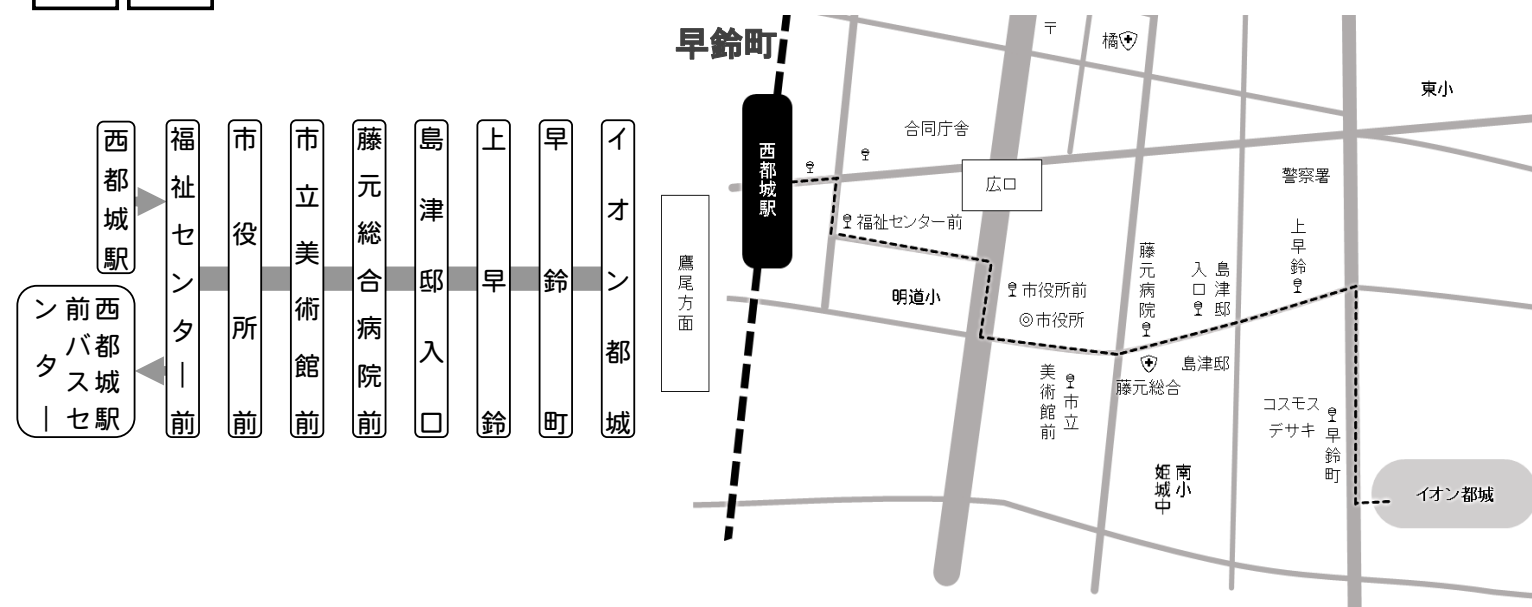 西都城駅
西都城駅
前バスセ
ンター
福祉センター前
市役所前
市立美術館前
藤元総合病院前
島津邸入口
上早鈴
早鈴町
イオン都城
早鈴町
〒
橘
東小
合同庁舎
西都城駅
広口
警察署
福祉センター前
上早鈴
鷹尾方面
明道小
市役所前
◎市役所
藤元病院
島津邸
入口
島津邸
藤元総合
市立
美術館前
コスモス
デサキ
早鈴町
南小
姫城中
イオン都城